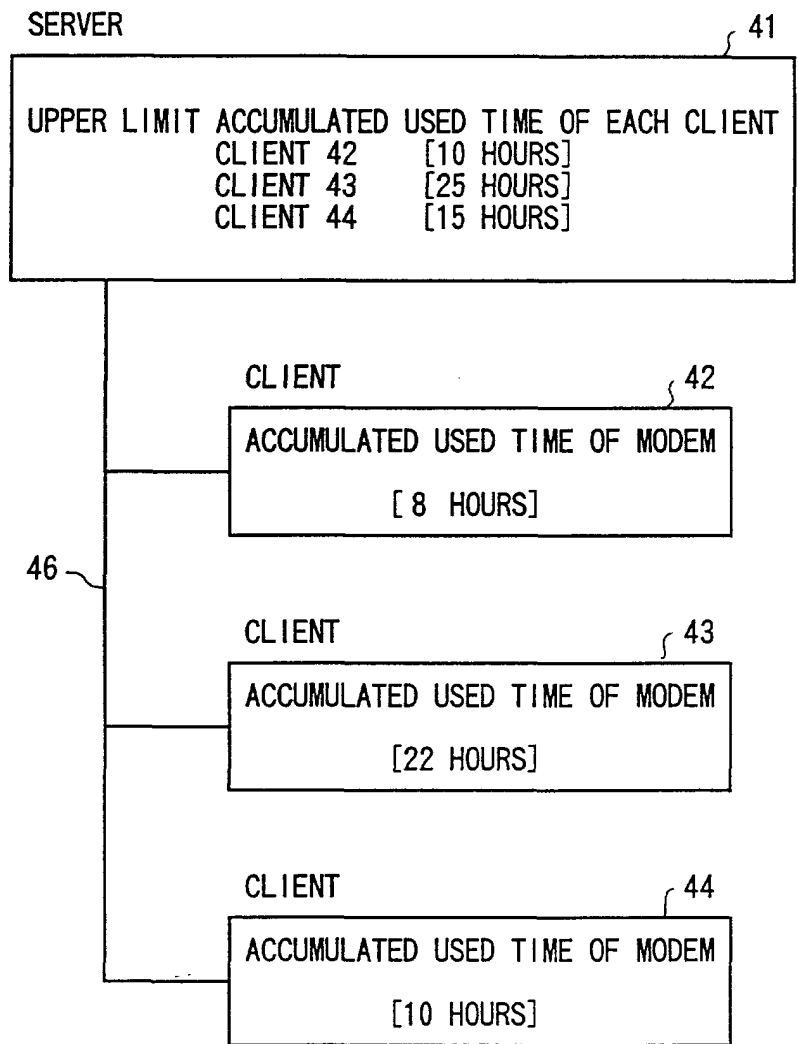 SERVER
41
UPPER LIMIT ACCUMULATED USED TIME OF EACH CLIENT
CLIENT 42 [10 HOURS]
CLIENT 43 [25 HOURS]
CLIENT 44 [15 HOURS]
CLIENT
42
ACCUMULATED USED TIME OF MODEM
[ 8 HOURS]
46
CLIENT
43
ACCUMULATED USED TIME OF MODEM
[22 HOURS]
CLIENT
44
ACCUMULATED USED TIME OF MODEM
[10 HOURS]